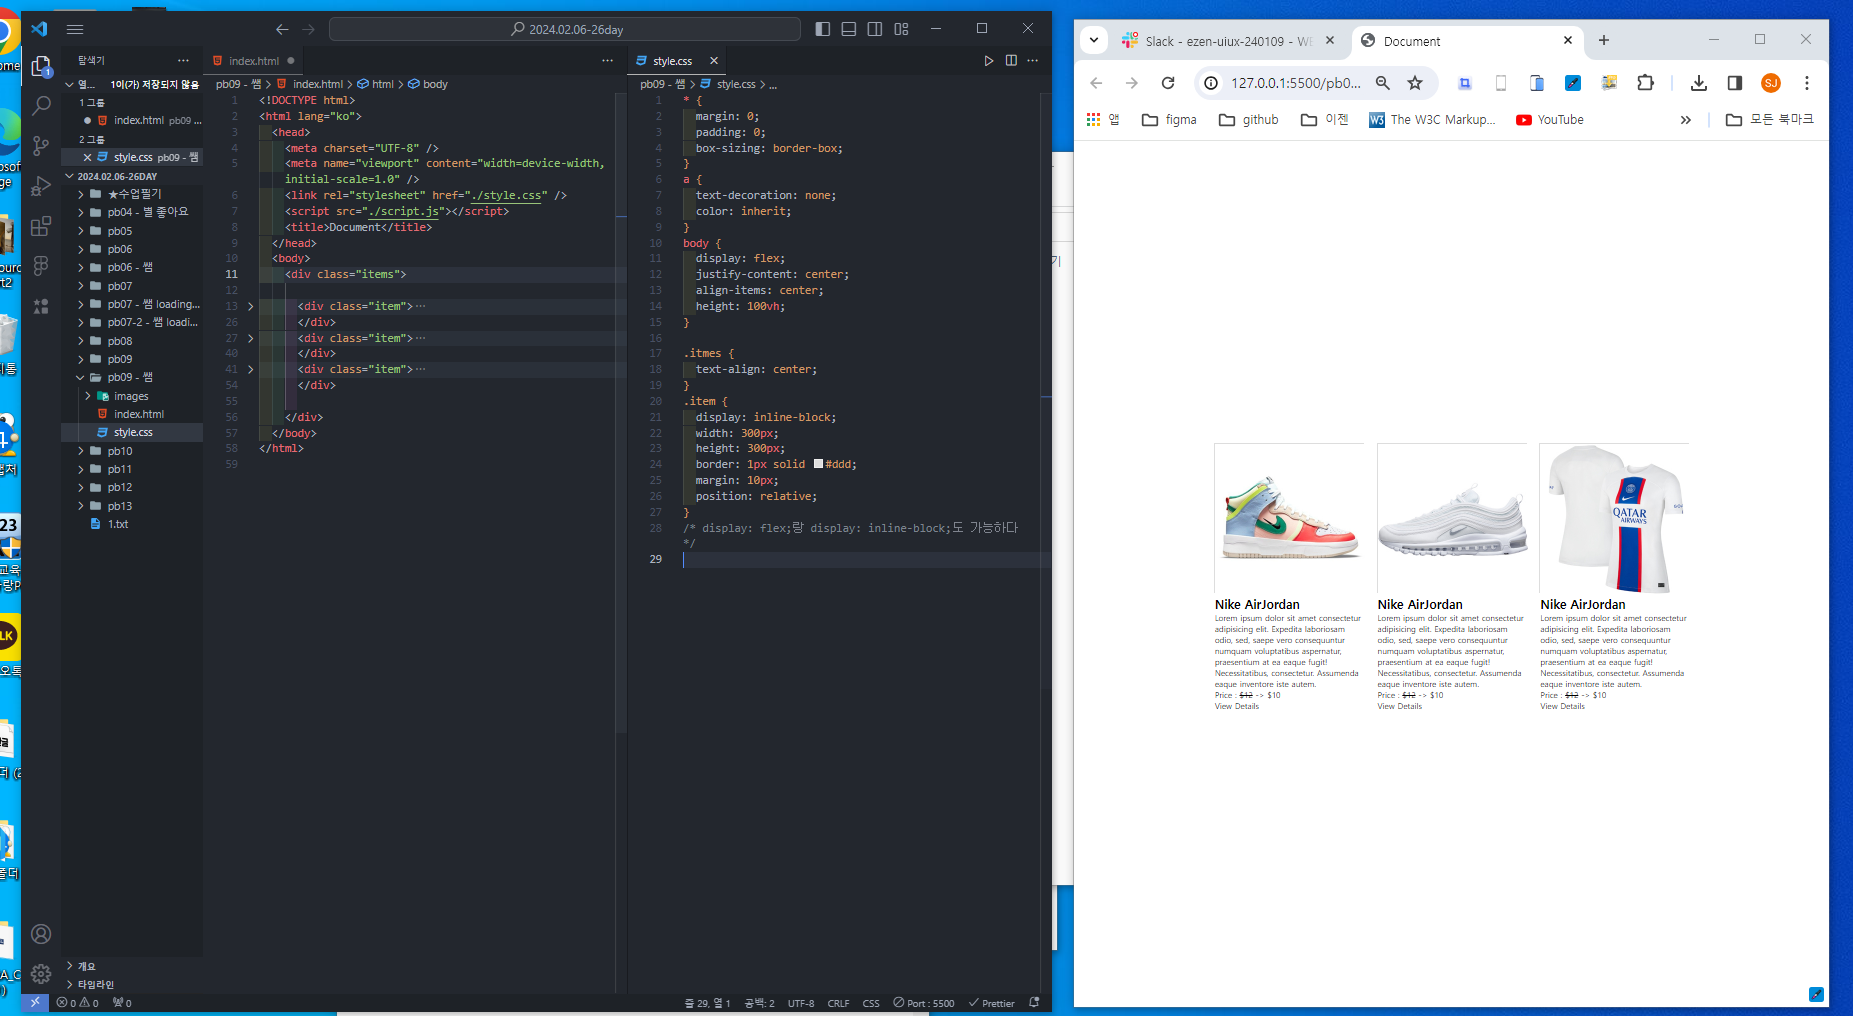 2024.02.06-26day
탐색기
열... 1이(가) 저장되지 않음
1 그룹
index.html pb09 ...
2 그룹
style.css pb09 - 쌤
2024.02.06-26DAY
★수업필기
pb04 - 별 좋아요
pb05
pb06
pb06 - 쌤
pb07
pb07 - 쌤 loading...
pb07-2 - 쌤 loadi...
pb08
pb09
pb09 - 쌤
images
index.html
style.css
pb10
pb11
pb12
pb13
1.txt
개요
타임라인
index.html
pb09 - 쌤 > index.html > html > body
1 <!DOCTYPE html>
2 <html lang="ko">
3 <head>
4 <meta charset="UTF-8" />
5 <meta name="viewport" content="width=device-width,
initial-scale=1.0" />
6 <link rel="stylesheet" href="./style.css" />
7 <script src="./script.js"></script>
8 <title>Document</title>
9 </head>
10 <body>
11 <div class="items">
12
13 <div class="item">···
26 </div>
27 <div class="item">···
40 </div>
41 <div class="item">···
54 </div>
55
56 </div>
57 </body>
58 </html>
59
style.css
pb09 - 쌤 > style.css > ...
1 * {
2 margin: 0;
3 padding: 0;
4 box-sizing: border-box;
5 }
6 a {
7 text-decoration: none;
8 color: inherit;
9 }
10 body {
11 display: flex;
12 justify-content: center;
13 align-items: center;
14 height: 100vh;
15 }
16
17 .itmes {
18 text-align: center;
19 }
20 .item {
21 display: inline-block;
22 width: 300px;
23 height: 300px;
24 border: 1px solid #ddd;
25 margin: 10px;
26 position: relative;
27 }
28 /* display: flex;랑 display: inline-block;도 가능하다
*/
29
0 0 0
줄 29, 열 1 공백: 2 UTF-8 CRLF CSS Port : 5500 Prettier
Slack - ezen-uiux-240109 - W
Document
127.0.0.1:5500/pb0...
SJ
앱 figma github 이젠 The W3C Markup... YouTube » 모든 북마크
QATAR
AIRWAYS
Nike AirJordan
Lorem ipsum dolor sit amet consectetur
adipisicing elit. Expedita laboriosam
odio, sed, saepe vero consequuntur
numquam voluptatibus aspernatur,
praesentium at ea eaque fugit!
Necessitatibus, consectetur. Assumenda
eaque inventore iste autem.
Price : $12 -> $10
View Details
Nike AirJordan
Lorem ipsum dolor sit amet consectetur
adipisicing elit. Expedita laboriosam
odio, sed, saepe vero consequuntur
numquam voluptatibus aspernatur,
praesentium at ea eaque fugit!
Necessitatibus, consectetur. Assumenda
eaque inventore iste autem.
Price : $12 -> $10
View Details
Nike AirJordan
Lorem ipsum dolor sit amet consectetur
adipisicing elit. Expedita laboriosam
odio, sed, saepe vero consequuntur
numquam voluptatibus aspernatur,
praesentium at ea eaque fugit!
Necessitatibus, consectetur. Assumenda
eaque inventore iste autem.
Price : $12 -> $10
View Details